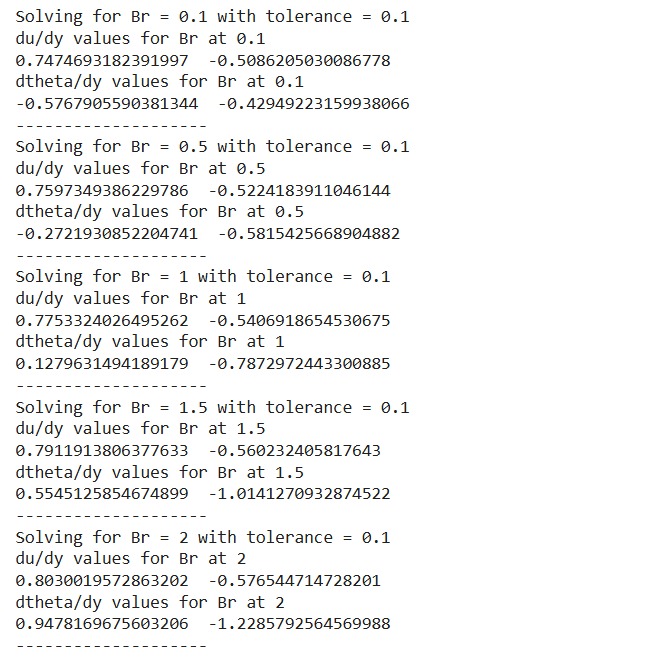 Solving for Br = 0.1 with tolerance = 0.1
du/dy values for Br at 0.1
0.7474693182391997 -0.5086205030086778
dtheta/dy values for Br at 0.1
-0.5767905590381344 -0.42949223159938066
--------------------
Solving for Br = 0.5 with tolerance = 0.1
du/dy values for Br at 0.5
0.7597349386229786 -0.5224183911046144
dtheta/dy values for Br at 0.5
-0.2721930852204741 -0.5815425668904882
--------------------
Solving for Br = 1 with tolerance = 0.1
du/dy values for Br at 1
0.7753324026495262 -0.5406918654530675
dtheta/dy values for Br at 1
0.1279631494189179 -0.7872972443300885
--------------------
Solving for Br = 1.5 with tolerance = 0.1
du/dy values for Br at 1.5
0.7911913806377633 -0.560232405817643
dtheta/dy values for Br at 1.5
0.5545125854674899 -1.0141270932874522
--------------------
Solving for Br = 2 with tolerance = 0.1
du/dy values for Br at 2
0.8030019572863202 -0.576544714728201
dtheta/dy values for Br at 2
0.9478169675603206 -1.2285792564569988
--------------------